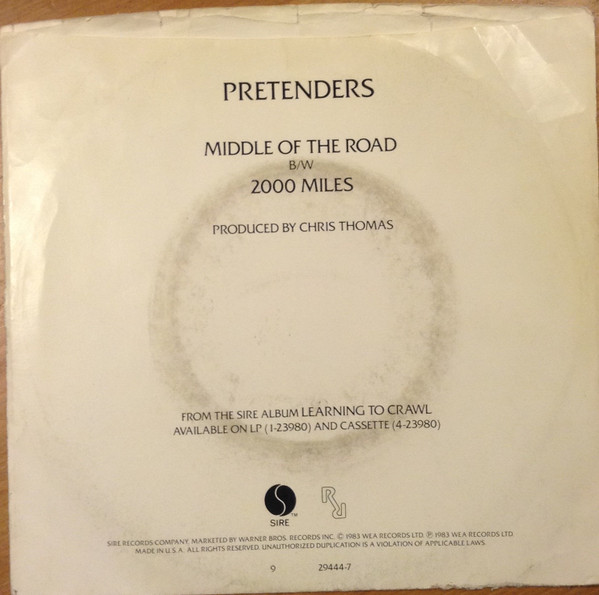 PRETENDERS
MIDDLE OF THE ROAD
B/W
2000 MILES
PRODUCED BY CHRIS THOMAS
FROM THE SIRE ALBUM LEARNING TO CRAWL
AVAILABLE ON LP (1-23980) AND CASSETTE (4-23980)
S
TM
SIRE
SIRE RECORDS COMPANY, MARKETED BY WARNER BROS. RECORDS INC. © 1983 WEA RECORDS LTD. ℗ 1983 WEA RECORDS LTD
MADE IN U.S.A. ALL RIGHTS RESERVED. UNAUTHORIZED DUPLICATION IS A VIOLATION OF APPLICABLE LAWS.
9 29444-7